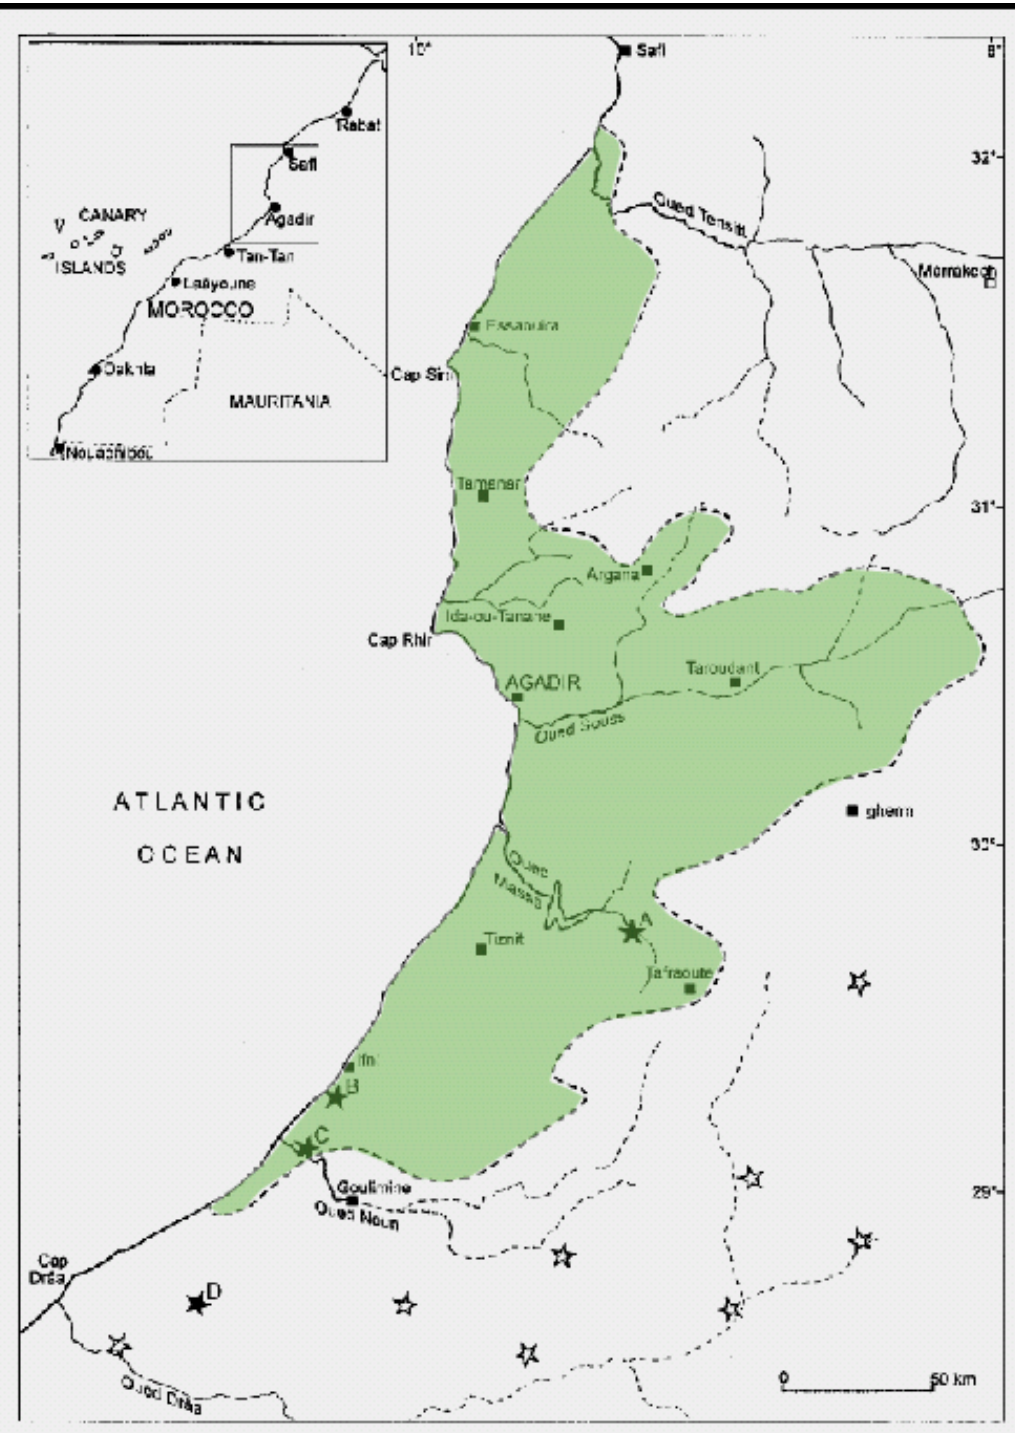 10°
8°
Safi
Rabat
Safi
CANARY
ISLANDS
Agadir
Tan-Tan
Laâyoune
MOROCCO
Dakhla
MAURITANIA
Nouadhibou
32°
Oued Tensift
Marrakech
Essaouira
Cap Sim
Tamanar
31°
Argana
Ida-ou-Tanane
Cap Rhir
Taroudant
AGADIR
Oued Souss
ATLANTIC
OCEAN
gherm
30°
Oued
Massa
A
Tiznit
Tafraoute
Ifni
B
C
Goulimine
Oued Noun
29°
Cap
Drâa
D
Oued Drâa
0
50 km